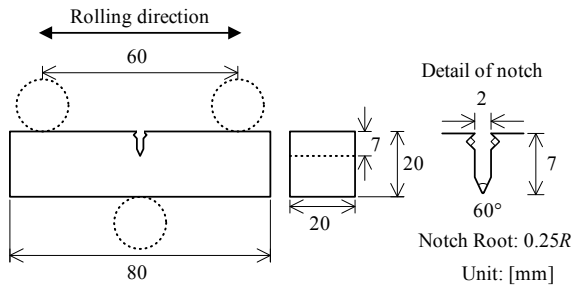 Rolling direction
60
Detail of notch
2
7
20
7
20
60°
80
Notch Root: 0.25R
Unit: [mm]